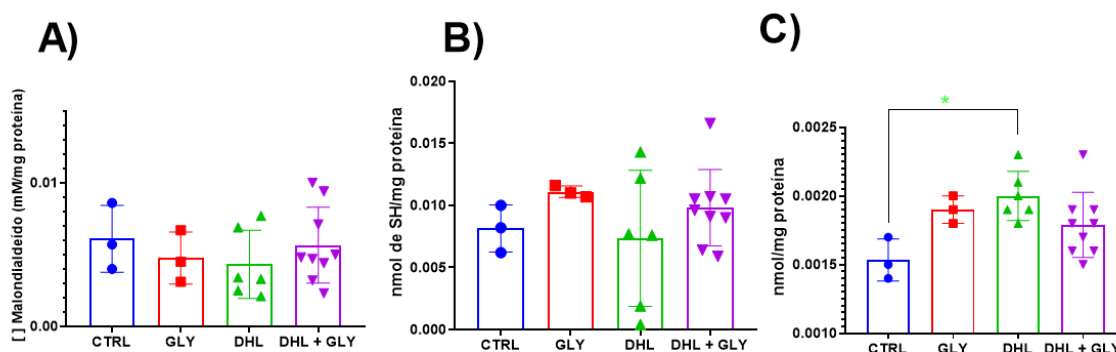 A)
[ ] Malondialdeído (mM/mg proteína)
0.01
0.00
CTRL GLY DHL DHL + GLY
B)
nmol de SH/mg proteína
0.020
0.015
0.010
0.005
0.000
CTRL GLY DHL DHL + GLY
C)
*
nmol/mg proteína
0.0025
0.0020
0.0015
0.0010
CTRL GLY DHL DHL + GLY